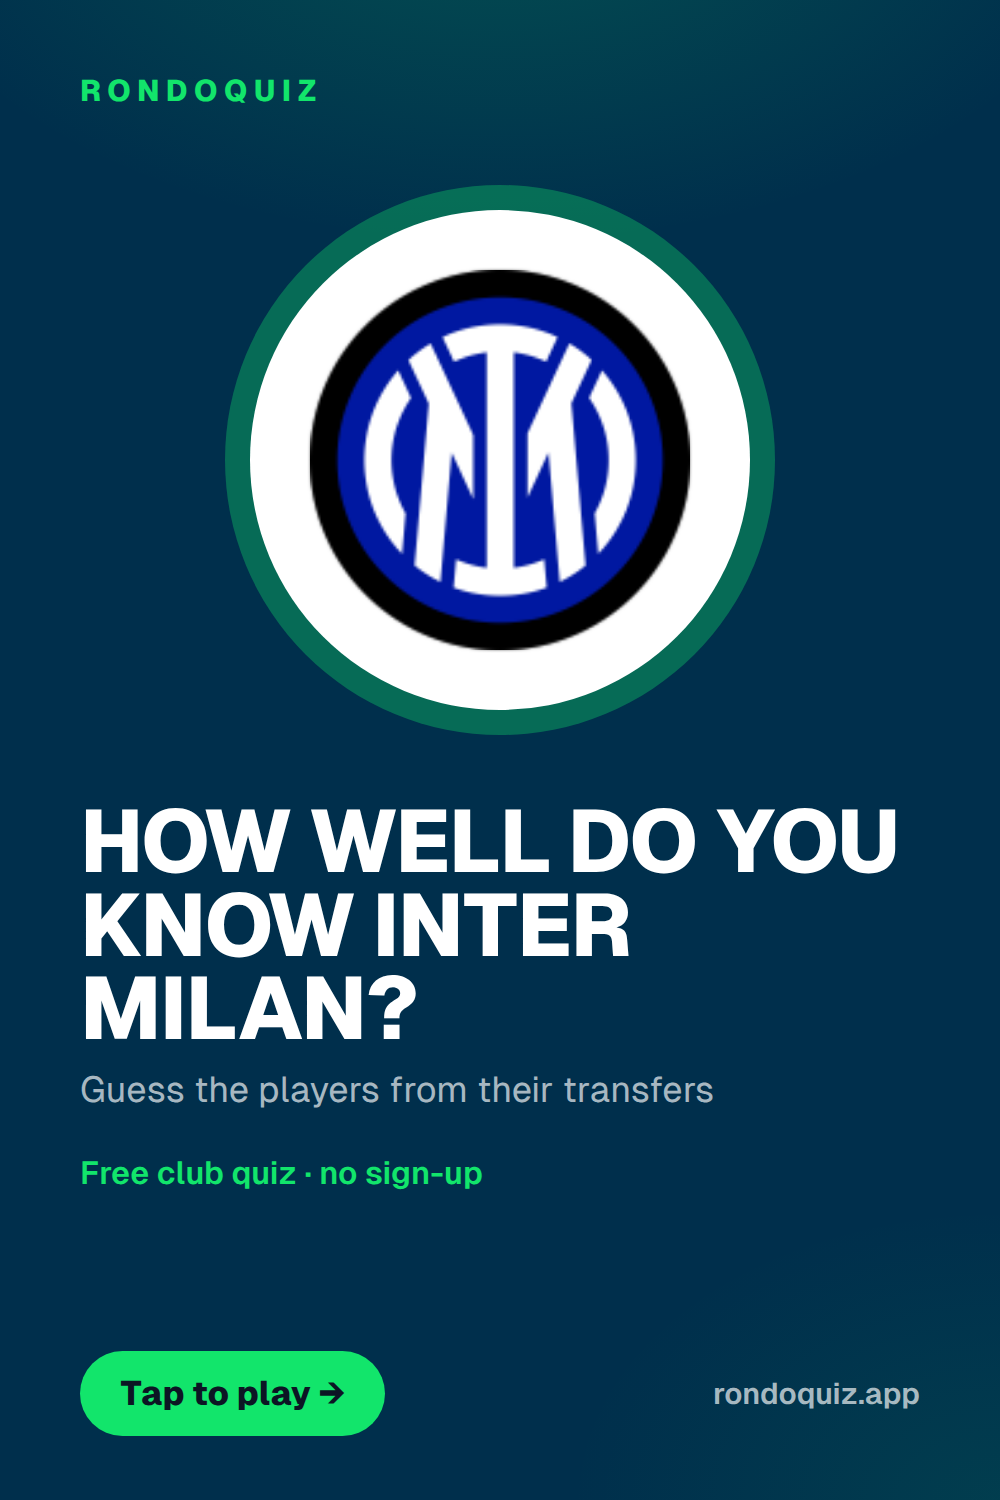 RONDOQUIZ
HOW WELL DO YOU
KNOW INTER
MILAN?
Guess the players from their transfers
Free club quiz · no sign-up
Tap to play →
rondoquiz.app